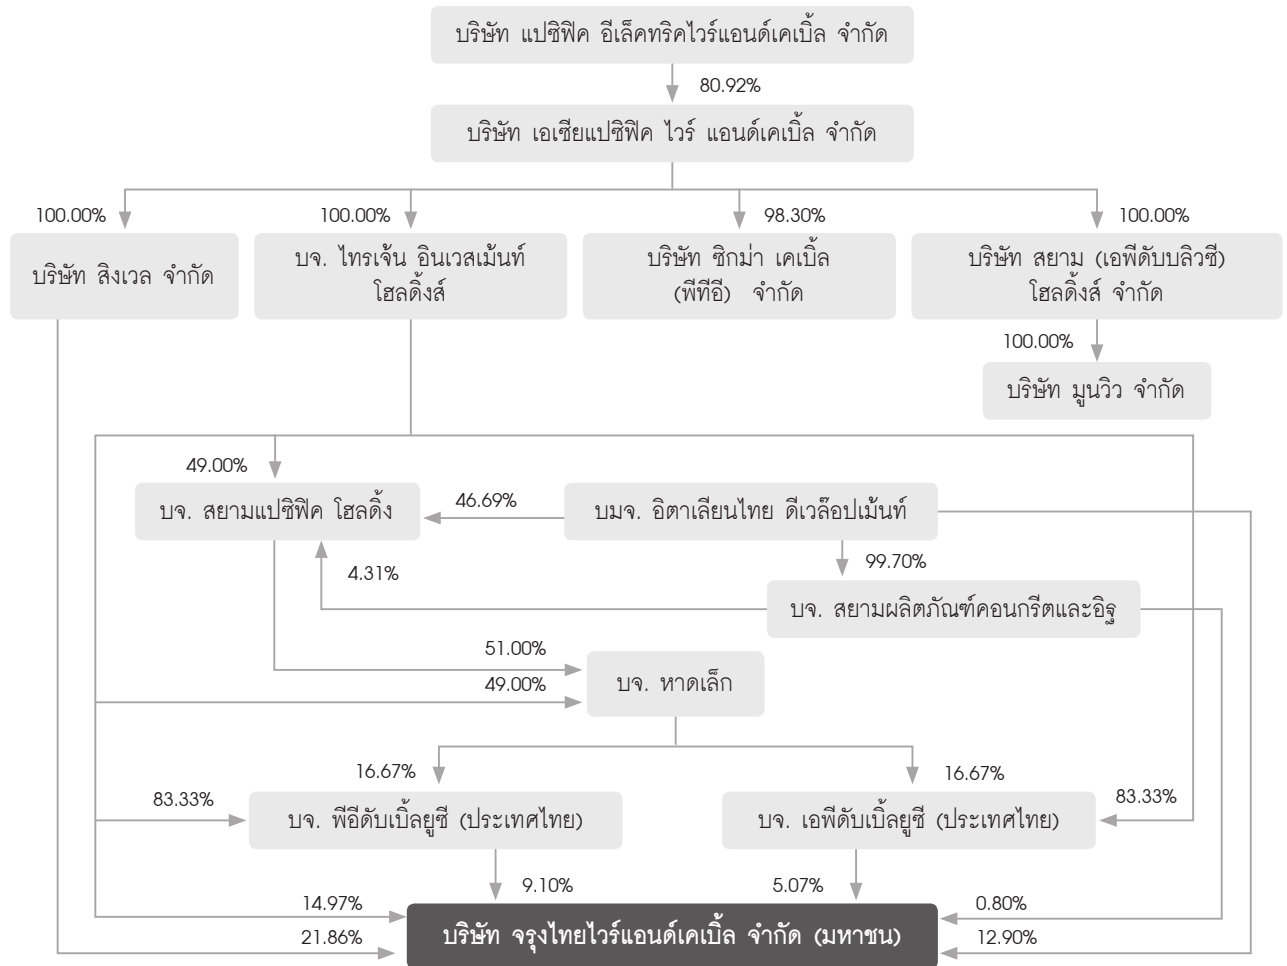 บริษัท แปซิฟิค อีเล็คทริคไวร์แอนด์เคเบิ้ล จำกัด
80.92%
บริษัท เอเซียแปซิฟิค ไวร์ แอนด์เคเบิ้ล จำกัด
100.00%
100.00%
98.30%
100.00%
บริษัท สิงเวล จำกัด
บจ. ไทรเจ้น อินเวสเม้นท์
โฮลดิ้งส์
บริษัท ซิกม่า เคเบิ้ล
(พีทีอี) จำกัด
บริษัท สยาม (เอพีดับบลิวซี)
โฮลดิ้งส์ จำกัด
100.00%
บริษัท มูนวิว จำกัด
49.00%
บจ. สยามแปซิฟิค โฮลดิ้ง
46.69%
บมจ. อิตาเลียนไทย ดีเวล๊อปเม้นท์
99.70%
4.31%
บจ. สยามผลิตภัณฑ์คอนกรีตและอิฐ
51.00%
49.00%
บจ. หาดเล็ก
16.67%
16.67%
83.33%
บจ. พีอีดับเบิ้ลยูซี (ประเทศไทย)
บจ. เอพีดับเบิ้ลยูซี (ประเทศไทย)
83.33%
9.10%
5.07%
14.97%
0.80%
21.86%
บริษัท จรุงไทยไวร์แอนด์เคเบิ้ล จำกัด (มหาชน)
12.90%